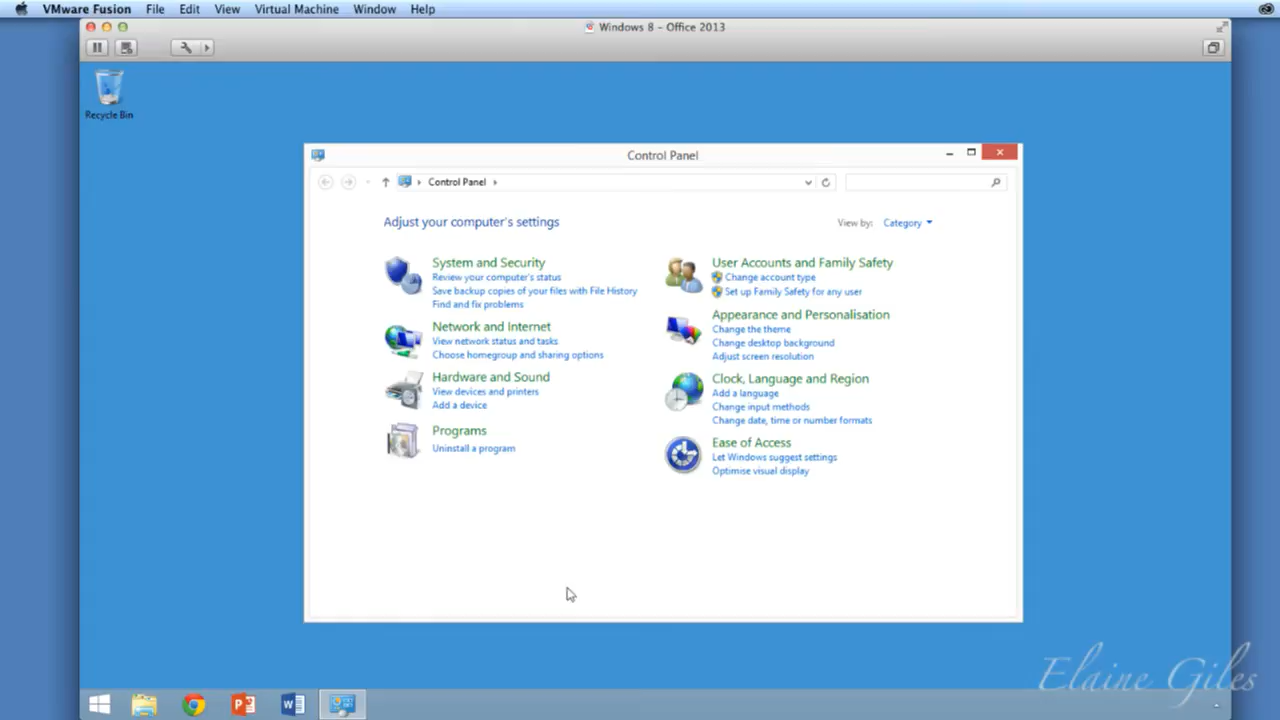 VMware Fusion File Edit View Virtual Machine Window Help
Windows 8 - Office 2013
Recycle Bin
Control Panel
Control Panel
Adjust your computer's settings
View by: Category
System and Security
Review your computer's status
Save backup copies of your files with File History
Find and fix problems
Network and Internet
View network status and tasks
Choose homegroup and sharing options
Hardware and Sound
View devices and printers
Add a device
Programs
Uninstall a program
User Accounts and Family Safety
Change account type
Set up Family Safety for any user
Appearance and Personalisation
Change the theme
Change desktop background
Adjust screen resolution
Clock, Language and Region
Add a language
Change input methods
Change date, time or number formats
Ease of Access
Let Windows suggest settings
Optimise visual display
Elaine Giles